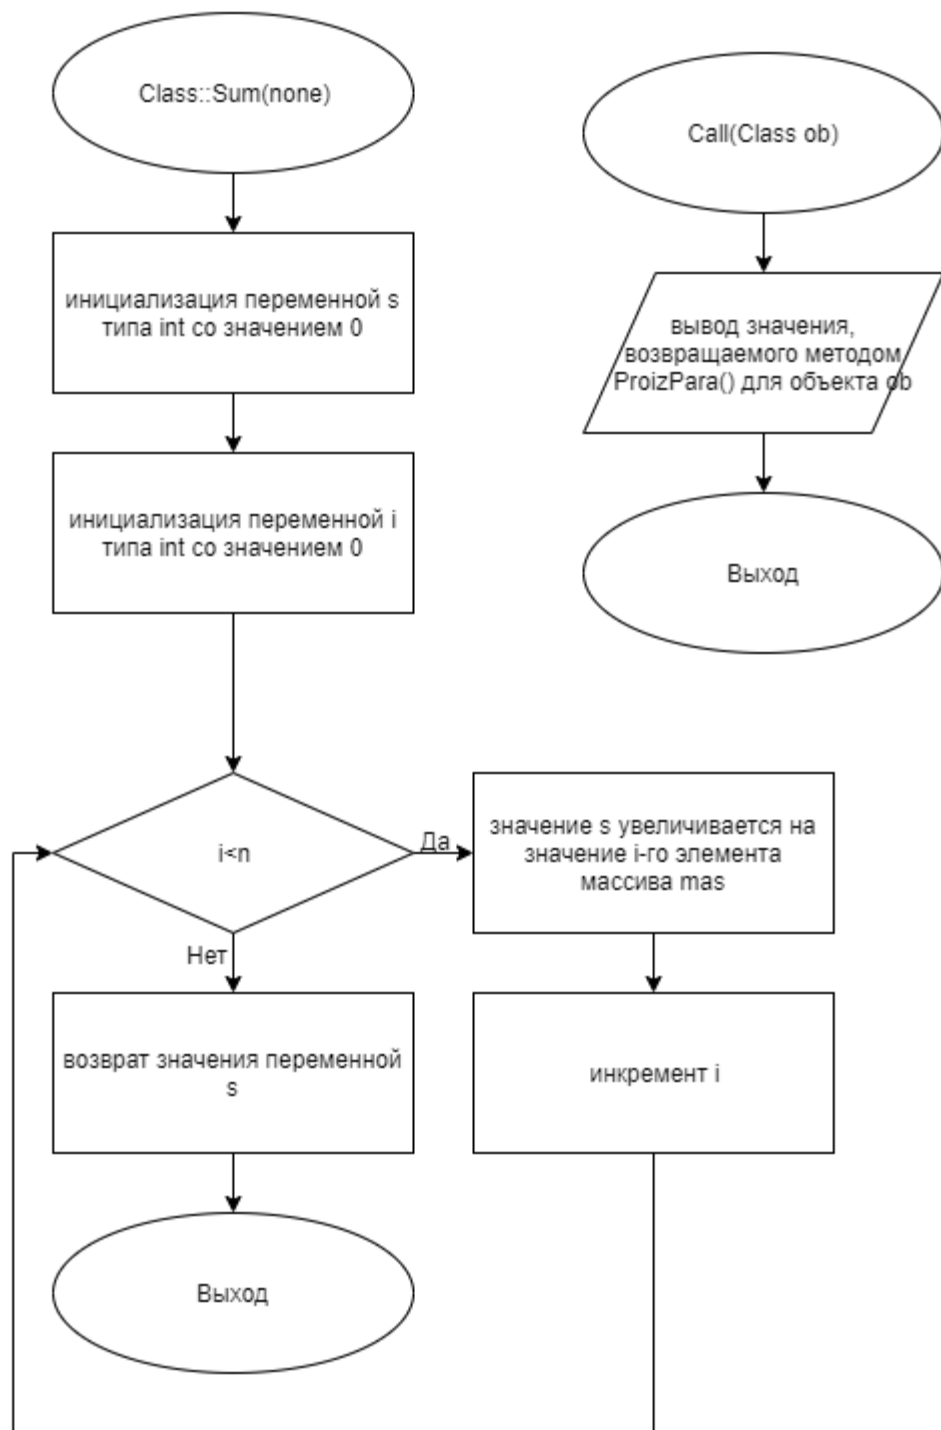 Class::Sum(none)
инициализация переменной s
типа int со значением 0
инициализация переменной i
типа int со значением 0
i<n
Да
значение s увеличивается на
значение i-го элемента
массива mas
Нет
возврат значения переменной
s
инкремент i
Выход
Call(Class ob)
вывод значения,
возвращаемого методом
ProizPara() для объекта ob
Выход